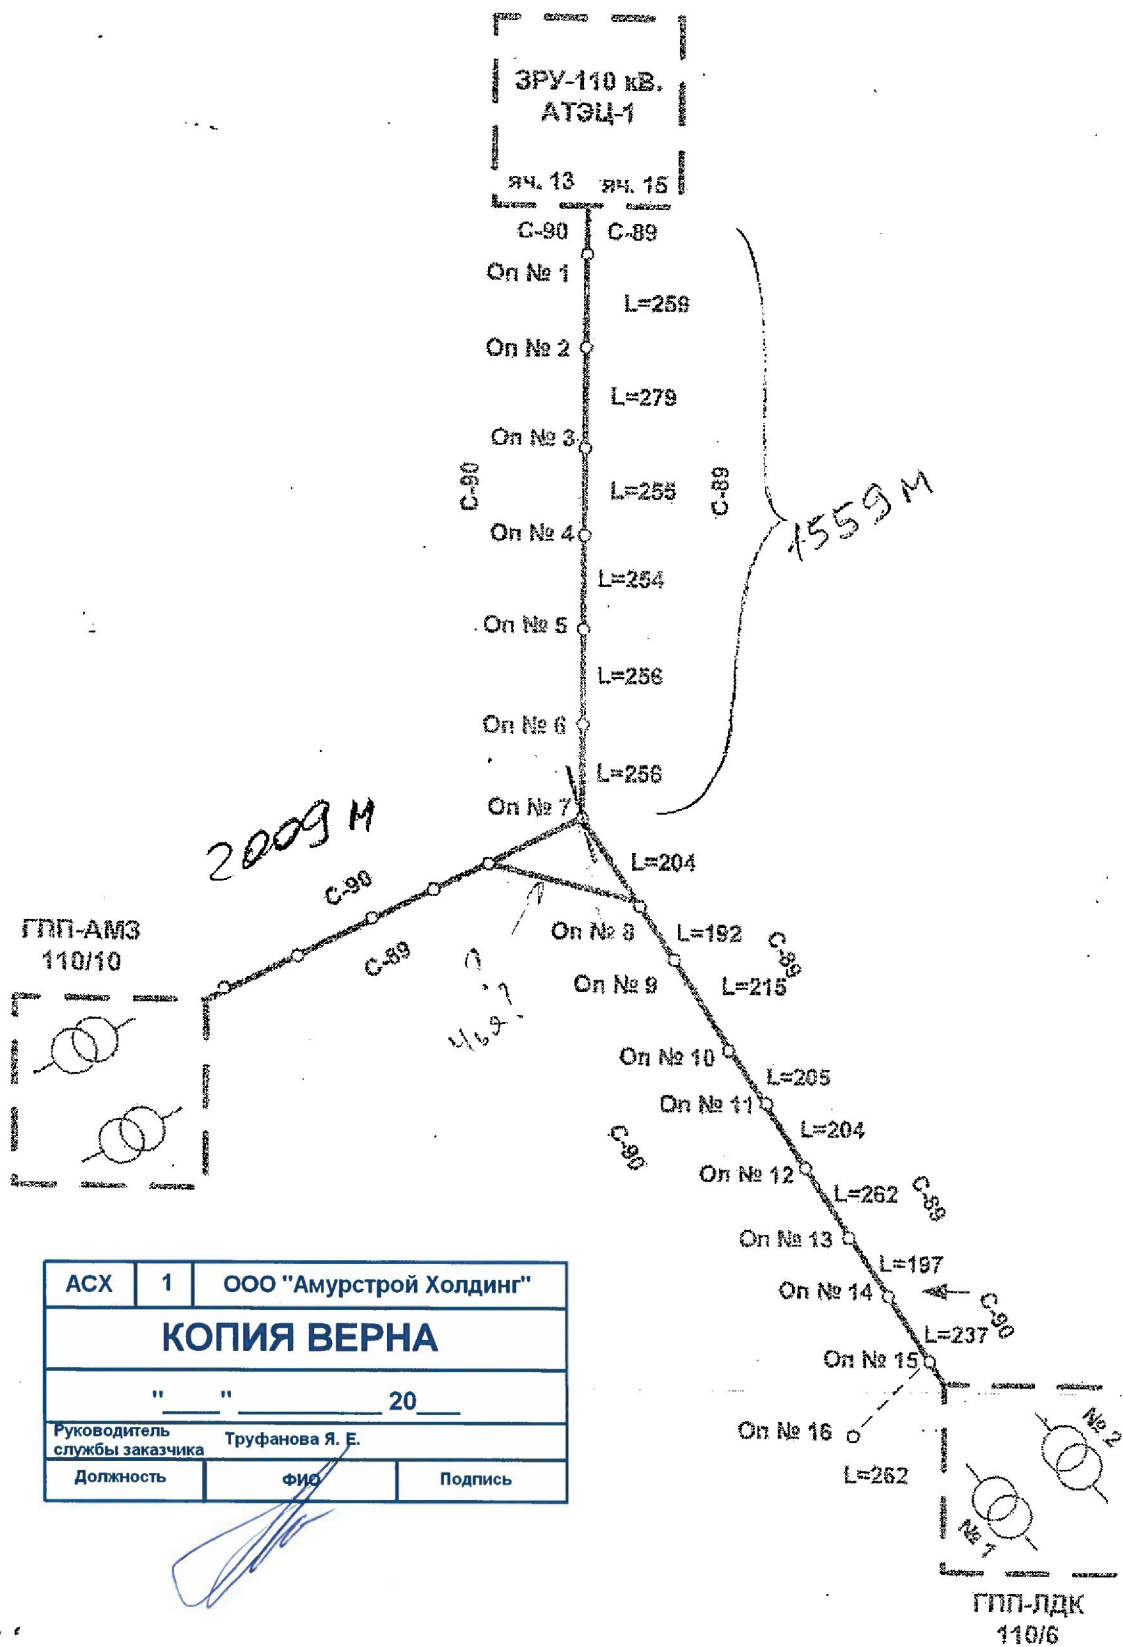 ЗРУ-110 кВ.
АТЭЦ-1
яч. 13 яч. 15
С-90 С-89
Оп № 1
L=259
Оп № 2
L=279
Оп № 3
С-90
L=255
С-89
1559 м
Оп № 4
L=254
Оп № 5
L=256
Оп № 6
L=256
Оп № 7
2009 м
L=204
С-90
ГПП-АМЗ
110/10
С-89
Оп № 8
L=192
С-89
Оп № 9
L=215
Оп № 10
L=205
Оп № 11
L=204
С-90
Оп № 12
L=262
С-89
Оп № 13
L=197
Оп № 14
С-90
L=237
Оп № 15
Оп № 16
L=262
№ 2
№ 1
ГПП-ЛДК
110/6
АСХ 1 ООО "Амурстрой Холдинг"
КОПИЯ ВЕРНА
"____" ____________ 20___
Руководитель
службы заказчика Труфанова Я. Е.
Должность ФИО Подпись